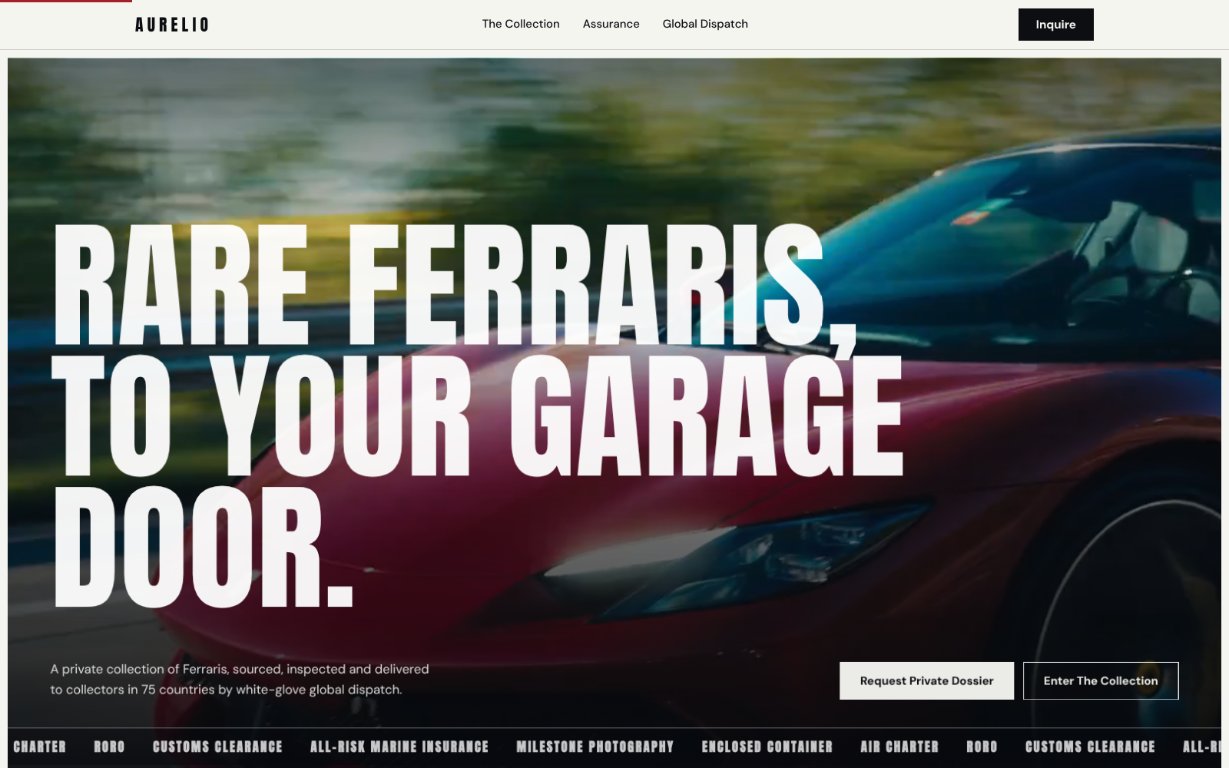 AURELIO
The Collection
Assurance
Global Dispatch
Inquire
RARE FERRARIS,
TO YOUR GARAGE
DOOR.
A private collection of Ferraris, sourced, inspected and delivered
to collectors in 75 countries by white-glove global dispatch.
Request Private Dossier
Enter The Collection
CHARTER RORO CUSTOMS CLEARANCE ALL-RISK MARINE INSURANCE MILESTONE PHOTOGRAPHY ENCLOSED CONTAINER AIR CHARTER RORO CUSTOMS CLEARANCE ALL-RI